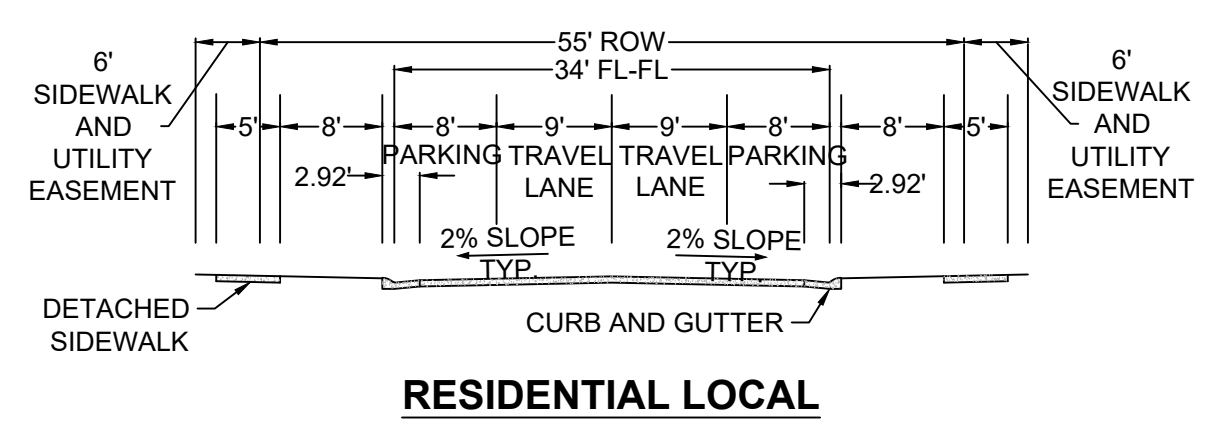 55' ROW
34' FL-FL
6'
SIDEWALK
AND
UTILITY
EASEMENT
6'
SIDEWALK
AND
UTILITY
EASEMENT
5' 8' 8' 9' 9' 8' 8' 5'
PARKING TRAVEL LANE TRAVEL LANE PARKING
2.92' 2.92'
2% SLOPE
TYP.
2% SLOPE
TYP.
DETACHED
SIDEWALK
CURB AND GUTTER
RESIDENTIAL LOCAL